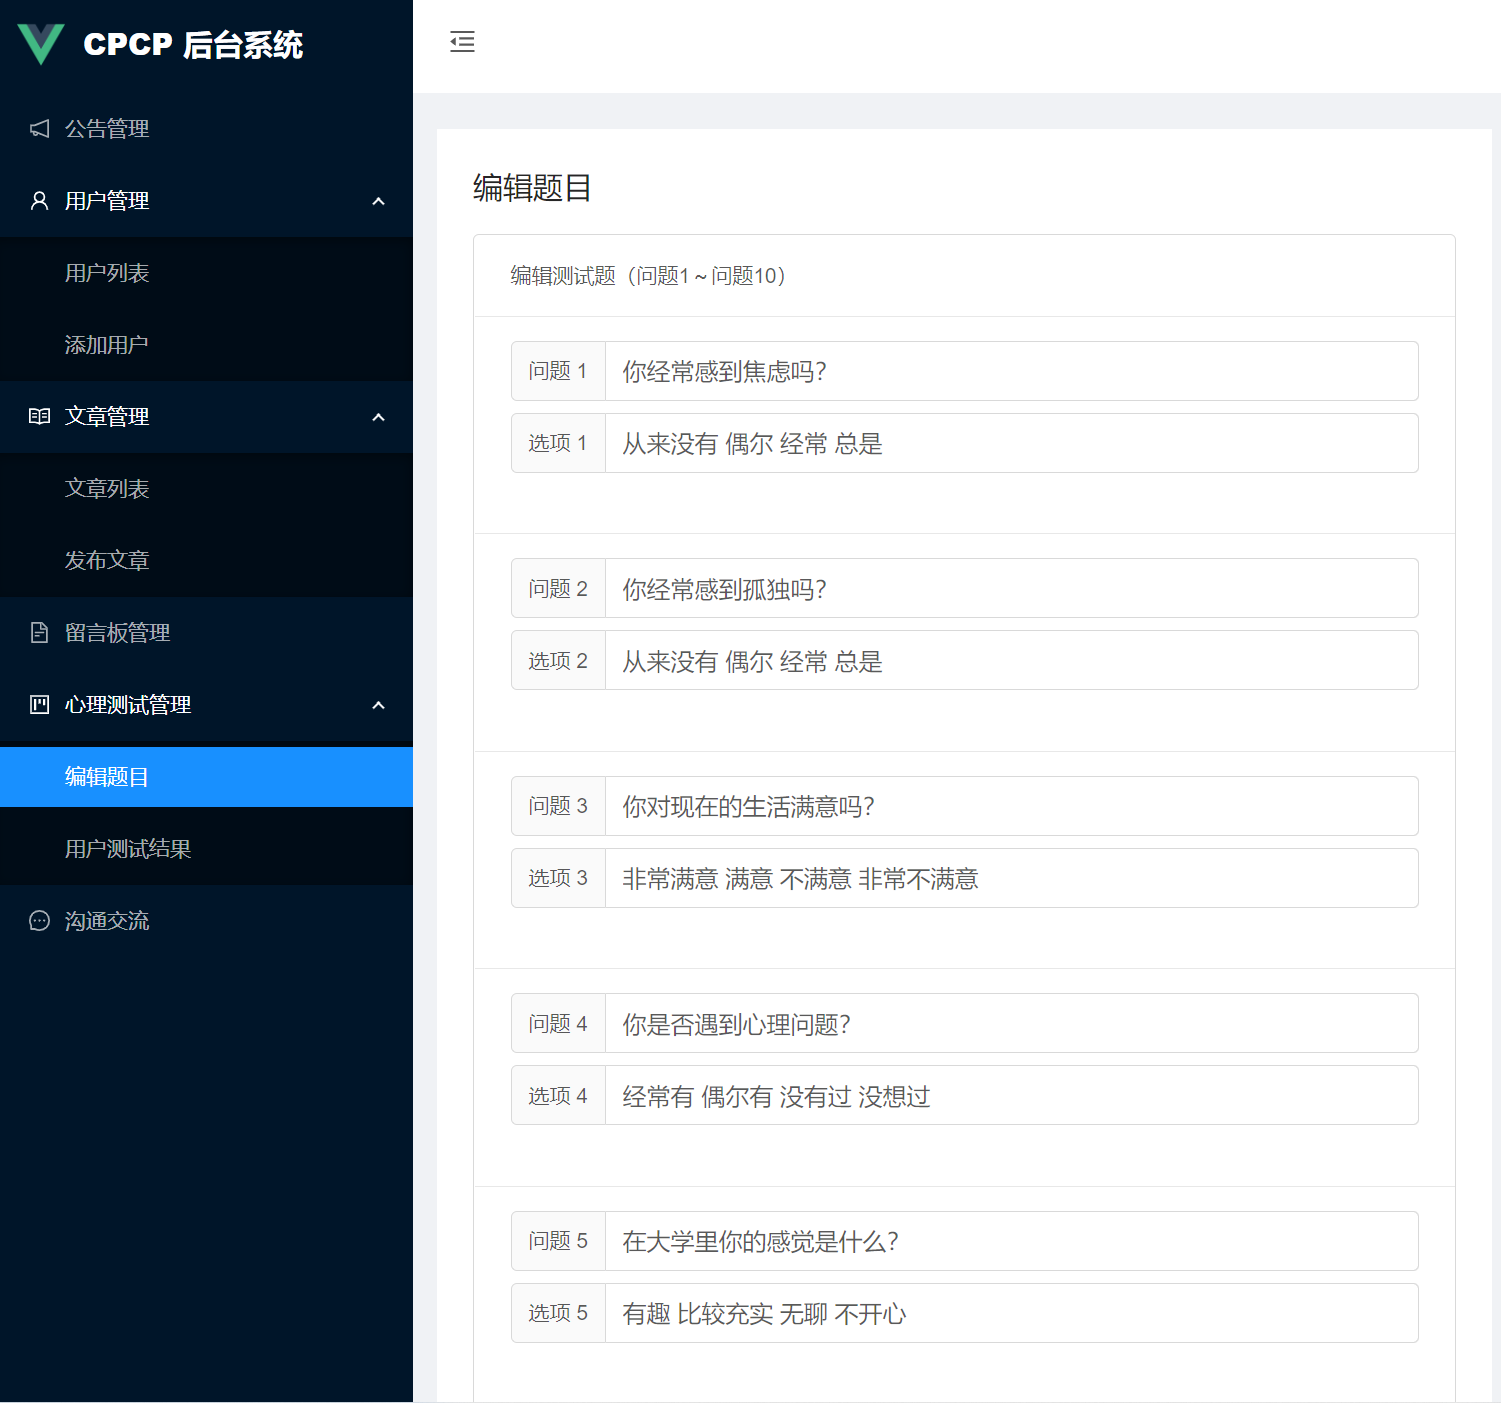 CPCP 后台系统
公告管理
用户管理
用户列表
添加用户
文章管理
文章列表
发布文章
留言板管理
心理测试管理
编辑题目
用户测试结果
沟通交流
编辑题目
编辑测试题（问题1～问题10）
问题 1 你经常感到焦虑吗?
选项 1 从来没有 偶尔 经常 总是
问题 2 你经常感到孤独吗?
选项 2 从来没有 偶尔 经常 总是
问题 3 你对现在的生活满意吗?
选项 3 非常满意 满意 不满意 非常不满意
问题 4 你是否遇到心理问题?
选项 4 经常有 偶尔有 没有过 没想过
问题 5 在大学里你的感觉是什么?
选项 5 有趣 比较充实 无聊 不开心